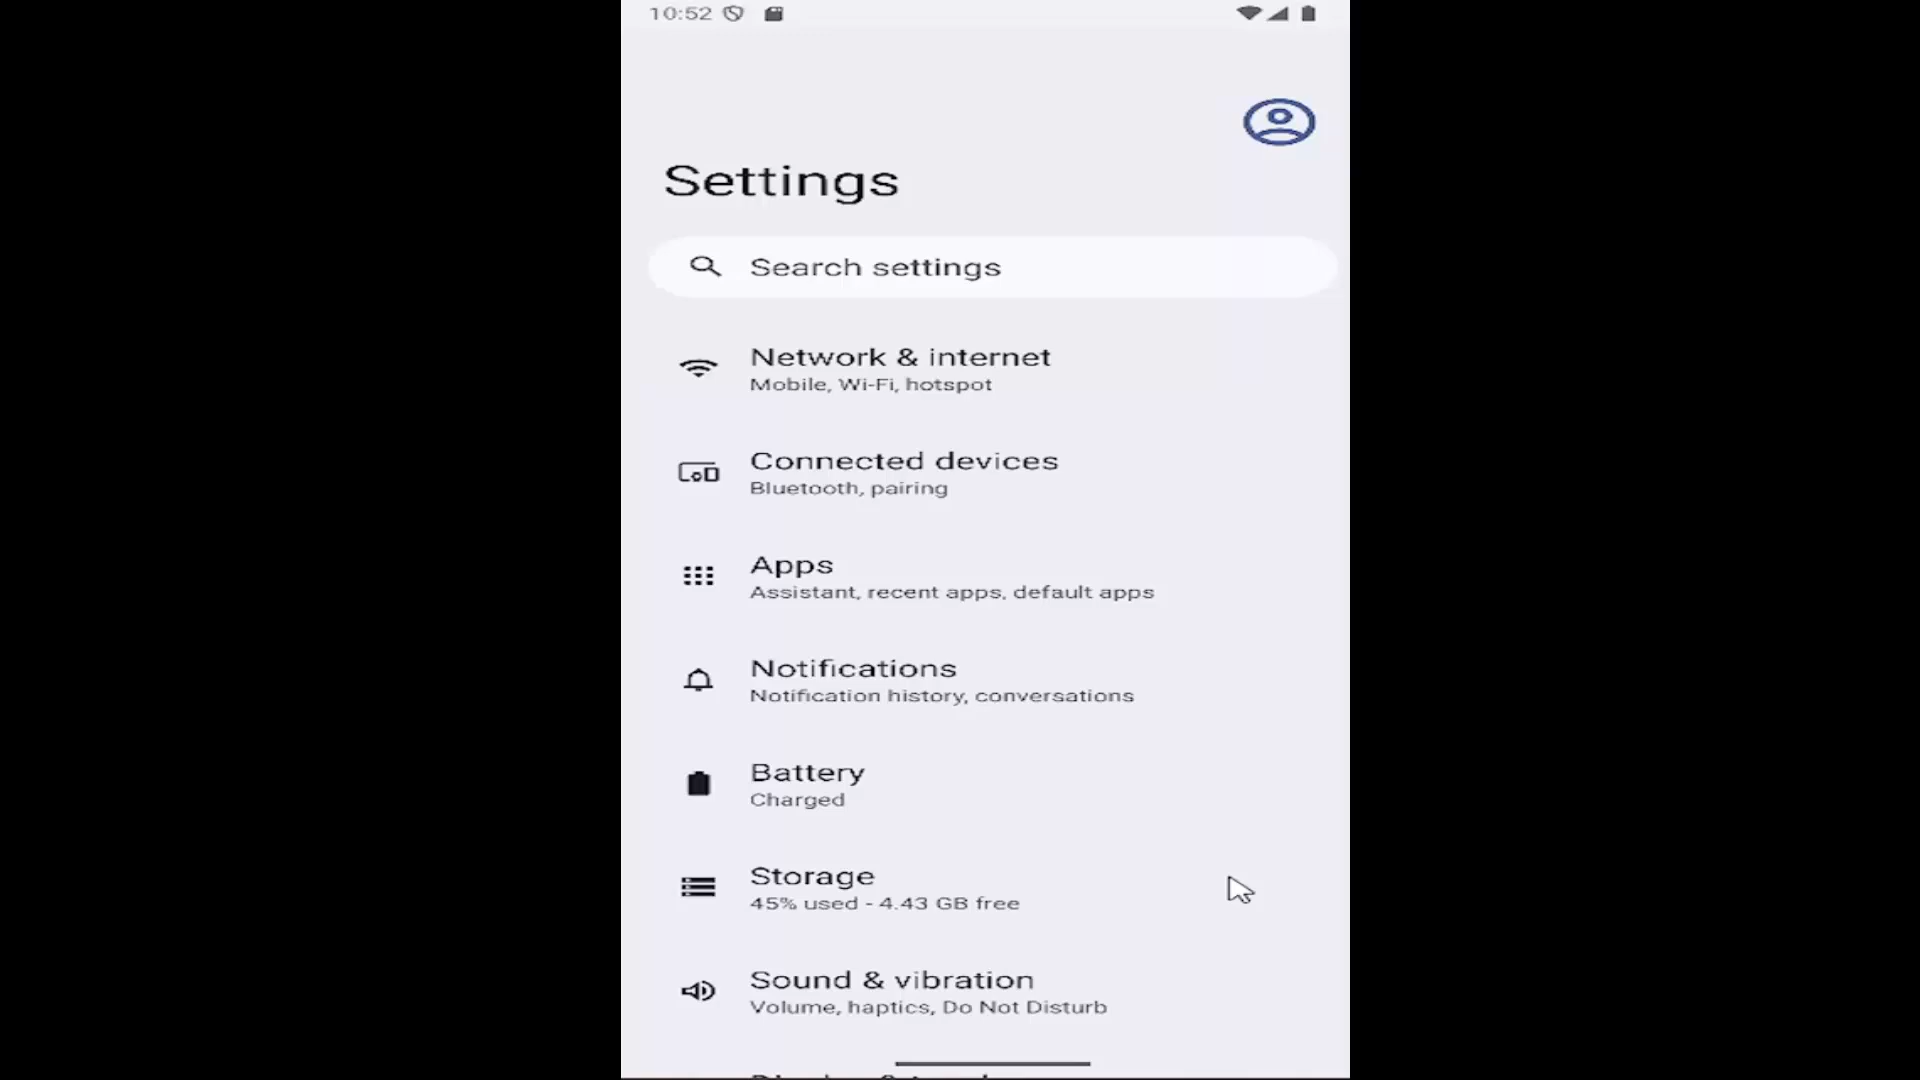 10:52
Settings
Search settings
Network & internet
Mobile, Wi-Fi, hotspot
Connected devices
Bluetooth, pairing
Apps
Assistant, recent apps, default apps
Notifications
Notification history, conversations
Battery
Charged
Storage
45% used - 4.43 GB free
Sound & vibration
Volume, haptics, Do Not Disturb